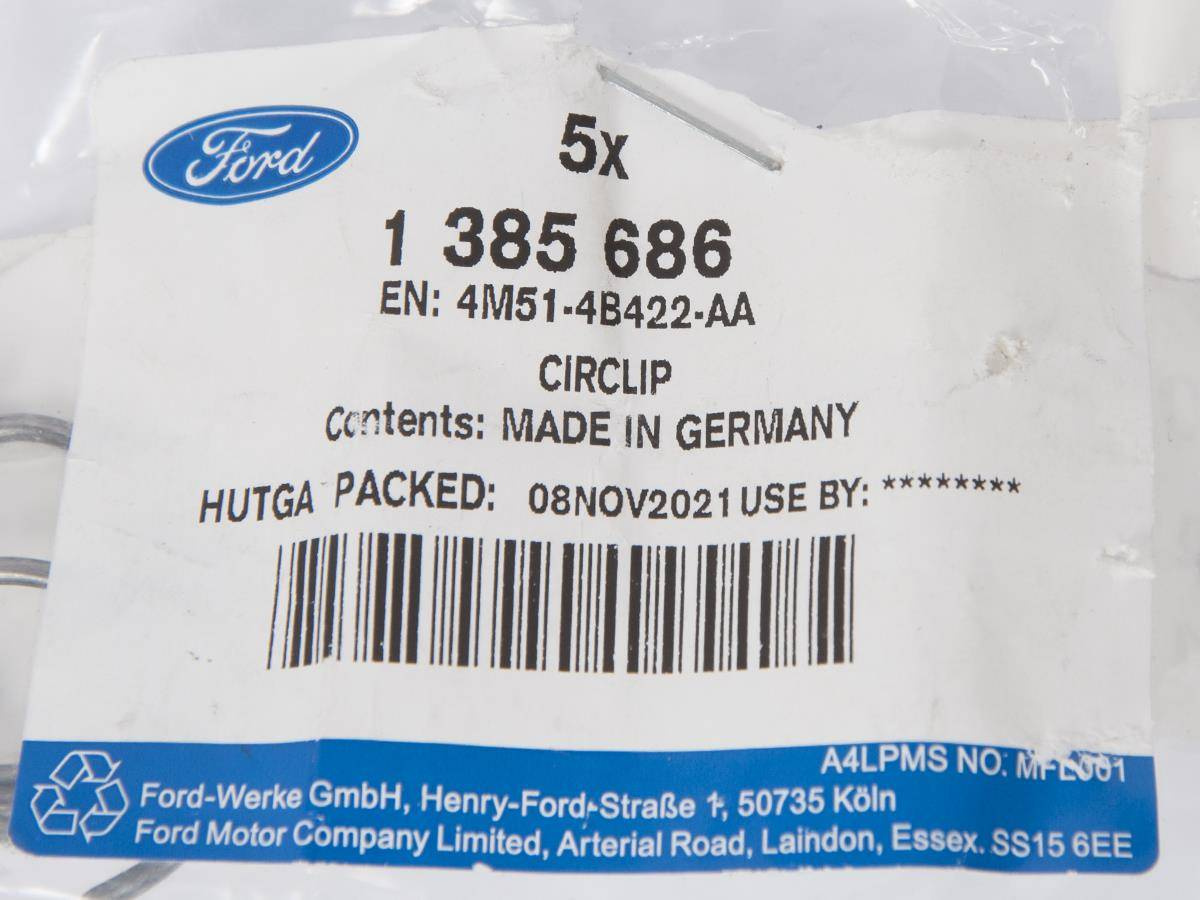 Ford
5x
1 385 686
EN: 4M51-4B422-AA
CIRCLIP
Contents: MADE IN GERMANY
HUTGA PACKED: 08NOV2021 USE BY: ********
A4LPMS NO: MFL001
Ford-Werke GmbH, Henry-Ford-Straße 1, 50735 Köln
Ford Motor Company Limited, Arterial Road, Laindon, Essex. SS15 6EE